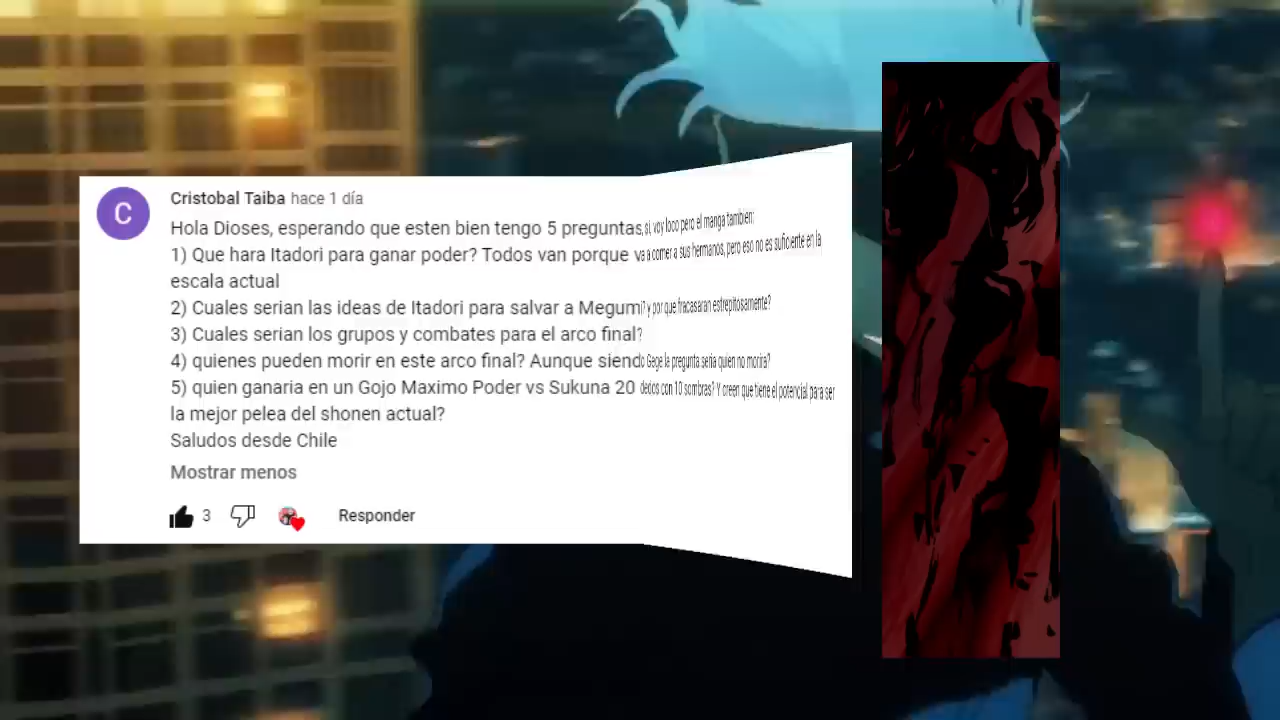 C
Cristobal Taiba hace 1 día
Hola Dioses, esperando que esten bien tengo 5 preguntas, si, voy loco pero el manga tambien:
1) Que hara Itadori para ganar poder? Todos van porque va a comer a sus hermanos, pero eso no es suficiente en la
escala actual
2) Cuales serian las ideas de Itadori para salvar a Megumi? y por que fracasaran estrepitosamente?
3) Cuales serian los grupos y combates para el arco final?
4) quienes pueden morir en este arco final? Aunque siendo Gege la pregunta seria quien no morira?
5) quien ganaria en un Gojo Maximo Poder vs Sukuna 20 dedos con 10 sombras? Y creen que tiene el potencial para ser
la mejor pelea del shonen actual?
Saludos desde Chile
Mostrar menos
3 Responder